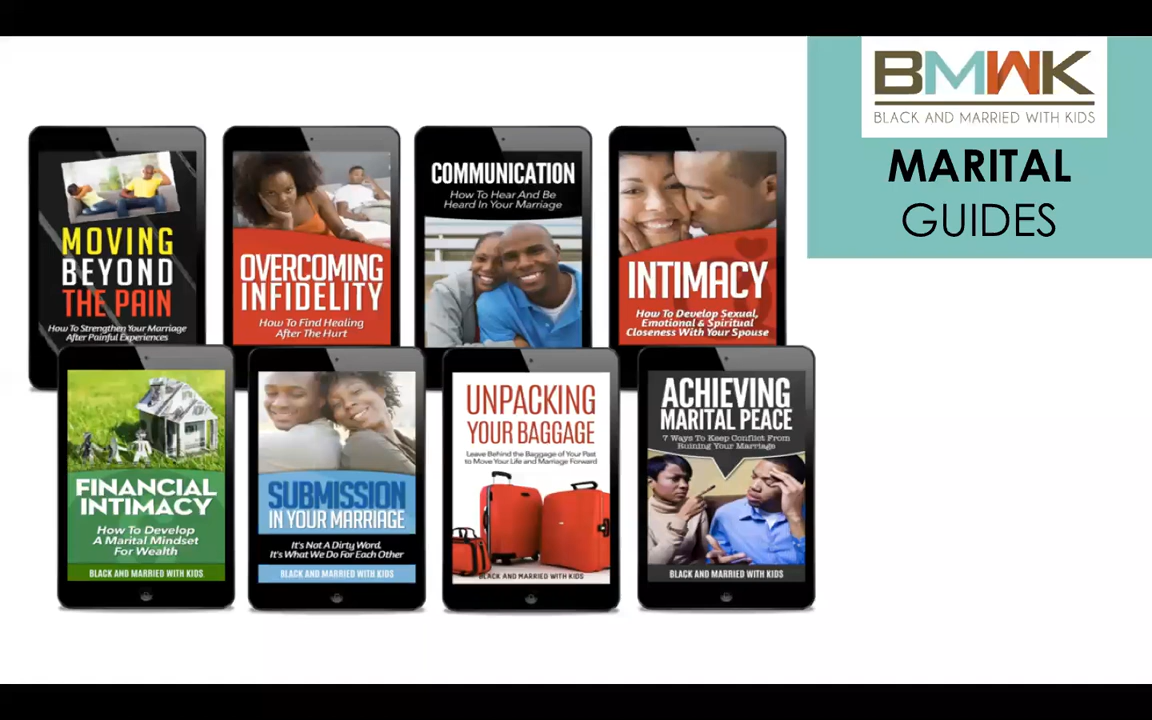 BMWK
BLACK AND MARRIED WITH KIDS
MARITAL
GUIDES
MOVING
BEYOND
THE PAIN
How To Strengthen Your Marriage
After Painful Experiences
OVERCOMING
INFIDELITY
How To Find Healing
After The Hurt
COMMUNICATION
How To Hear And Be
Heard In Your Marriage
INTIMACY
How To Develop Sexual,
Emotional & Spiritual
Closeness With Your Spouse
FINANCIAL
INTIMACY
How To Develop
A Marital Mindset
For Wealth
BLACK AND MARRIED WITH KIDS
SUBMISSION
IN YOUR MARRIAGE
It's Not A Dirty Word,
It's What We Do For Each Other
BLACK AND MARRIED WITH KIDS
UNPACKING
YOUR BAGGAGE
Leave Behind the Baggage of Your Past
to Move Your Life and Marriage Forward
BLACK AND MARRIED WITH KIDS
ACHIEVING
MARITAL PEACE
7 Ways To Keep Conflict From
Ruining Your Marriage
BLACK AND MARRIED WITH KIDS